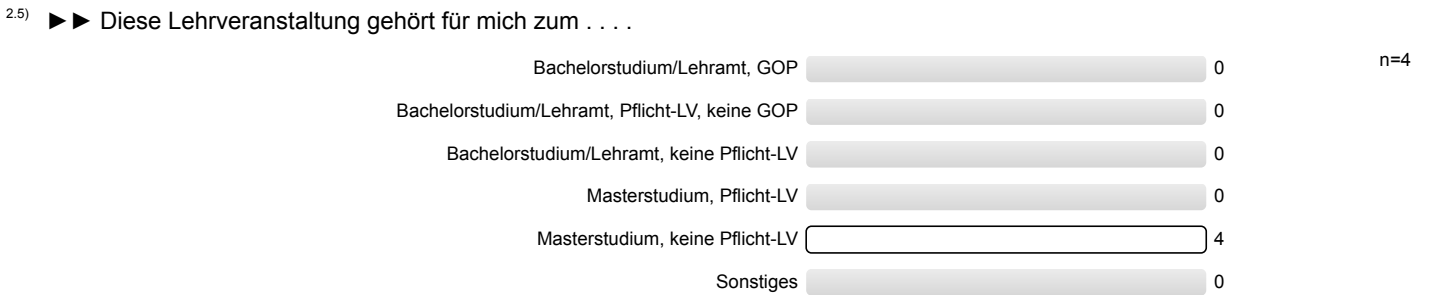 2.5) ►► Diese Lehrveranstaltung gehört für mich zum . . . .
Bachelorstudium/Lehramt, GOP 0 n=4
Bachelorstudium/Lehramt, Pflicht-LV, keine GOP 0
Bachelorstudium/Lehramt, keine Pflicht-LV 0
Masterstudium, Pflicht-LV 0
Masterstudium, keine Pflicht-LV 4
Sonstiges 0